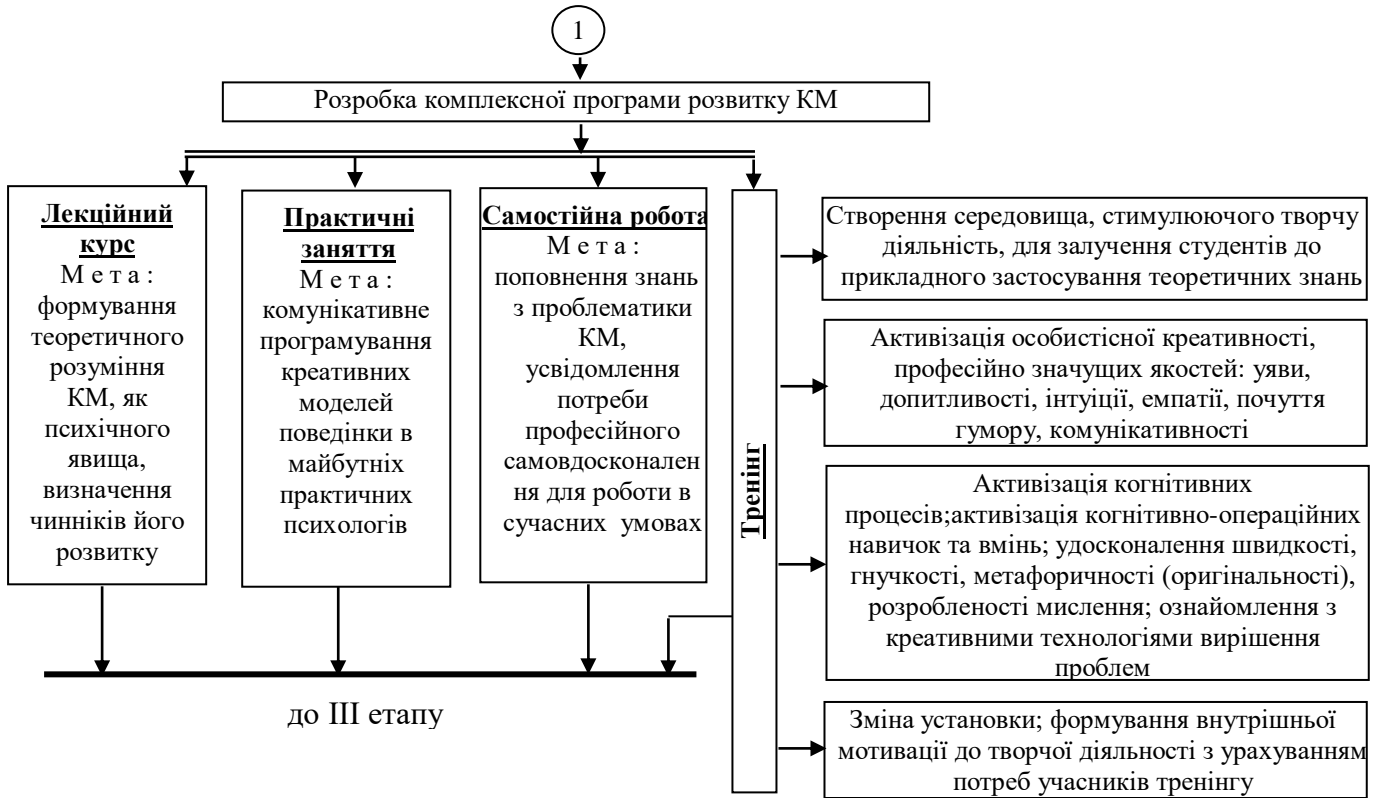 1
Розробка комплексної програми розвитку КМ
Лекційний
курс
М е т а :
формування
теоретичного
розуміння
КМ, як
психічного
явища,
визначення
чинніків його
розвитку
Практичні
заняття
М е т а :
комунікативне
програмування
креативних
моделей
поведінки в
майбутніх
практичних
психологів
Самостійна робота
М е т а :
поповнення знань
з проблематики
КМ,
усвідомлення
потреби
професійного
самовдосконален
ня для роботи в
сучасних умовах
Тренінг
Створення середовища, стимулюючого творчу
діяльність, для залучення студентів до
прикладного застосування теоретичних знань
Активізація особистісної креативності,
професійно значущих якостей: уяви,
допитливості, інтуіції, емпатії, почуття
гумору, комунікативності
Активізація когнітивних
процесів;активізація когнітивно-операційних
навичок та вмінь; удосконалення швидкості,
гнучкості, метафоричності (оригінальності),
розробленості мислення; ознайомлення з
креативними технологіями вирішення
проблем
Зміна установки; формування внутрішньої
мотивації до творчої діяльності з урахуванням
потреб учасників тренінгу
до ІІІ етапу